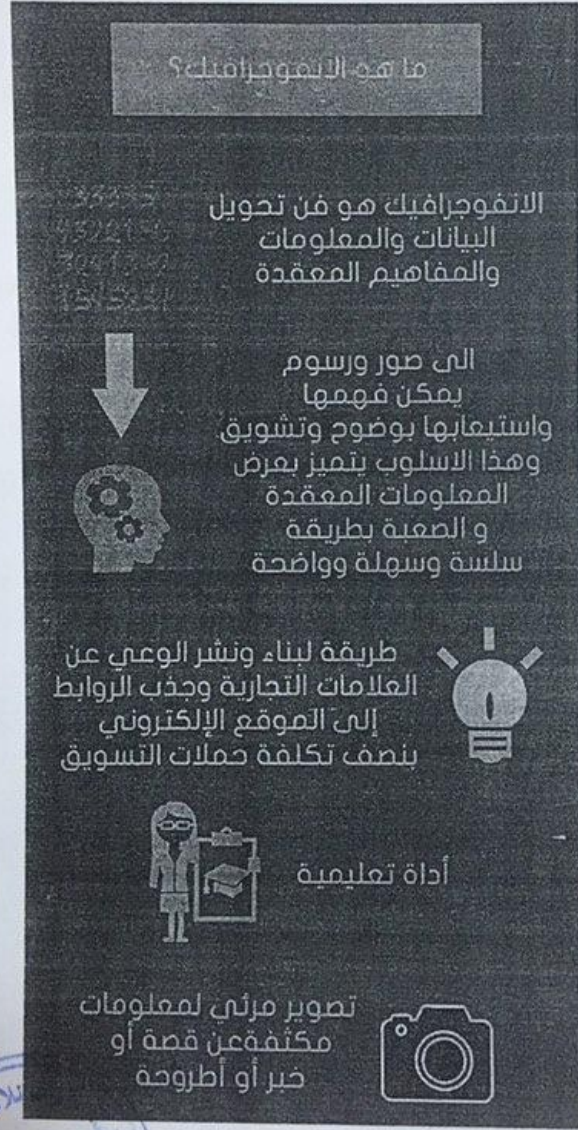 ما هو الانفوجرافيك؟
الانفوجرافيك هو فن تحويل
البيانات والمعلومات
والمفاهيم المعقدة
الى صور ورسوم
يمكن فهمها
واستيعابها بوضوح وتشويق
وهذا الاسلوب يتميز بعرض
المعلومات المعقدة
و الصعبة بطريقة
سلسة وسهلة وواضحة
طريقة لبناء ونشر الوعي عن
العلامات التجارية وجذب الروابط
إلى الموقع الإلكتروني
بنصف تكلفة حملات التسويق
أداة تعليمية
تصوير مرئي لمعلومات
مكثفةعن قصة أو
خبر أو أطروحة